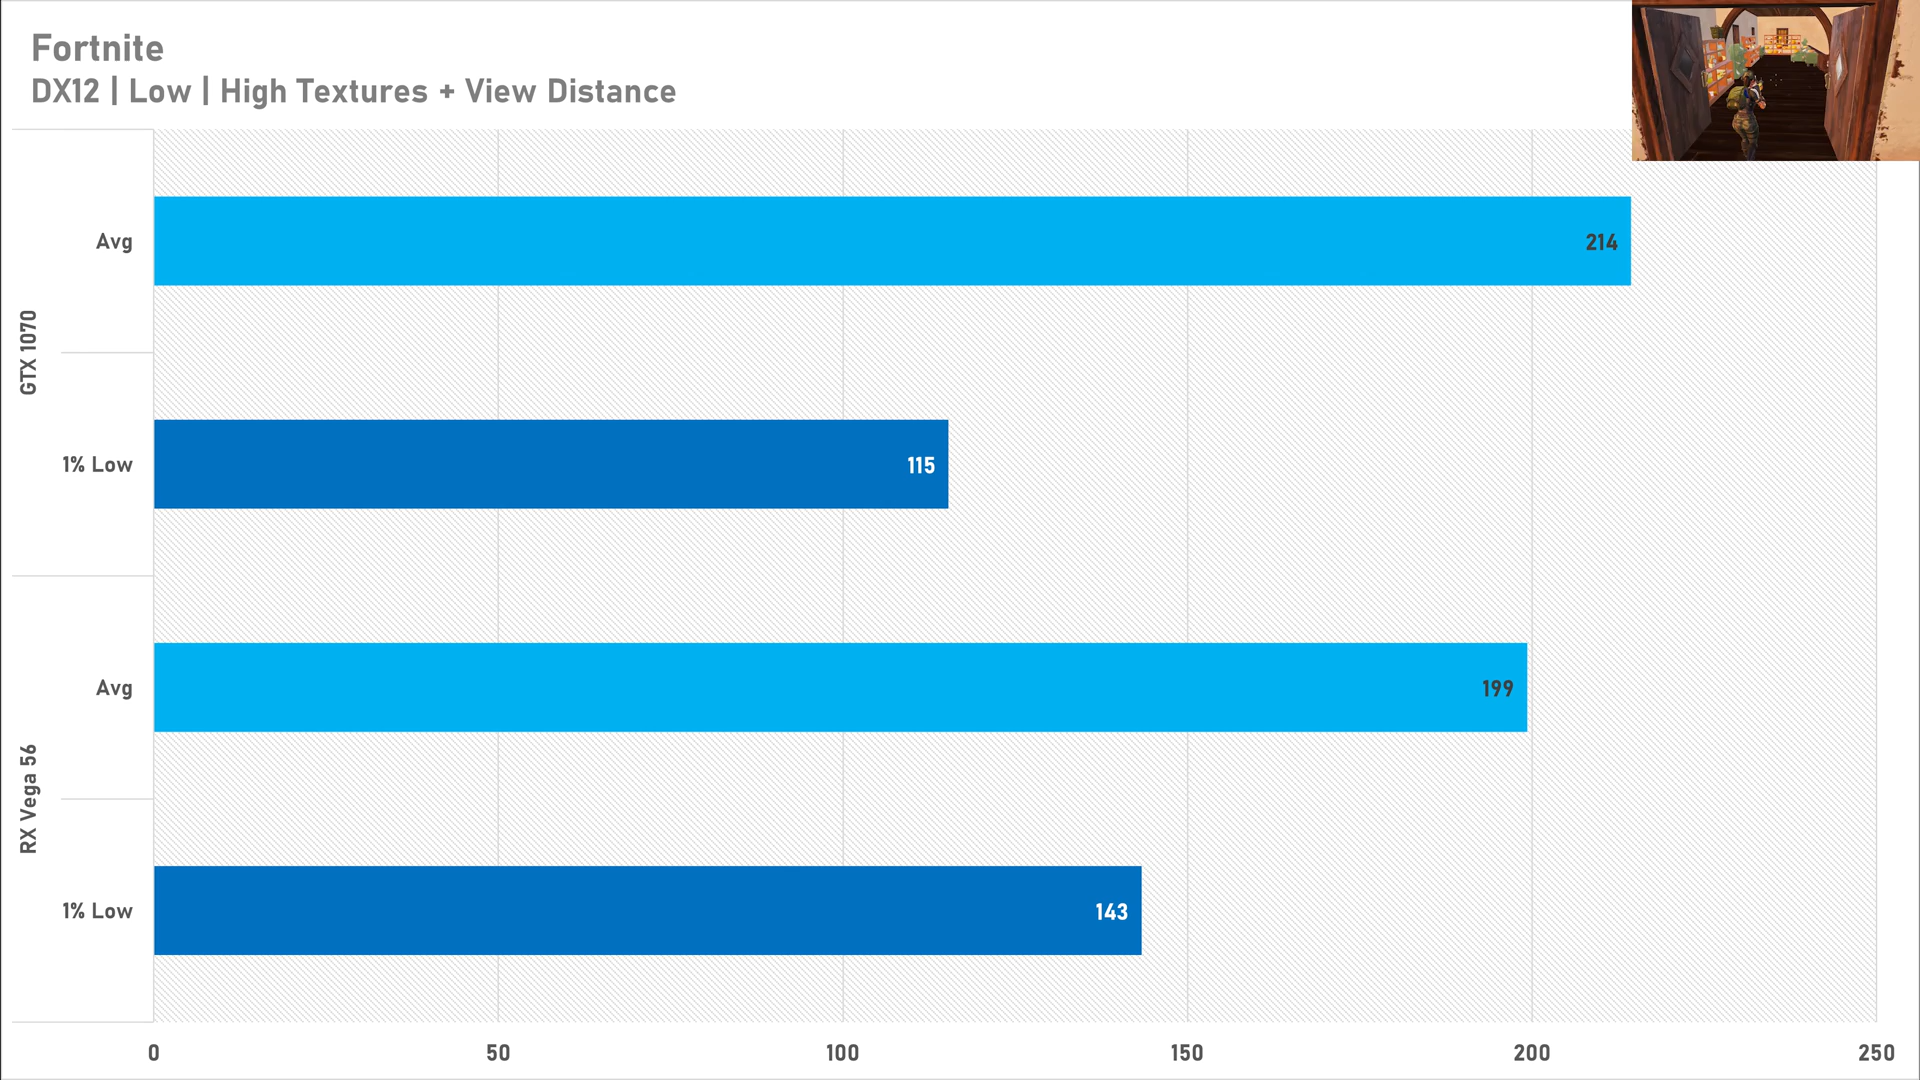 Fortnite
DX12 | Low | High Textures + View Distance
GTX 1070
Avg
214
1% Low
115
RX Vega 56
Avg
199
1% Low
143
0 50 100 150 200 250